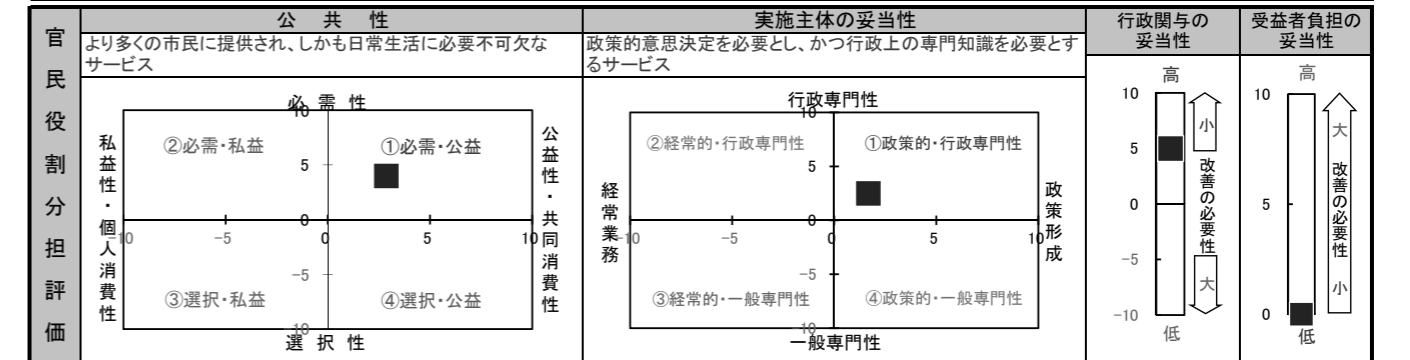 官民役割分担評価
公 共 性
より多くの市民に提供され、しかも日常生活に必要不可欠な
サービス
必 需 性
10
②必需・私益
①必需・公益
5
私益性・個人消費性
公益性・共同消費性
0
-10
-5
0
5
10
-5
③選択・私益
④選択・公益
-10
選 択 性
実施主体の妥当性
政策的意思決定を必要とし、かつ行政上の専門知識を必要とす
るサービス
行政専門性
10
②経常的・行政専門性
①政策的・行政専門性
5
経常業務
政策形成
0
-10
-5
0
5
10
-5
③経常的・一般専門性
④政策的・一般専門性
-10
一般専門性
行政関与の
妥当性
高
10
5
0
-5
-10
低
小
改善の必要性
大
受益者負担の
妥当性
高
10
5
0
低
大
改善の必要性
小